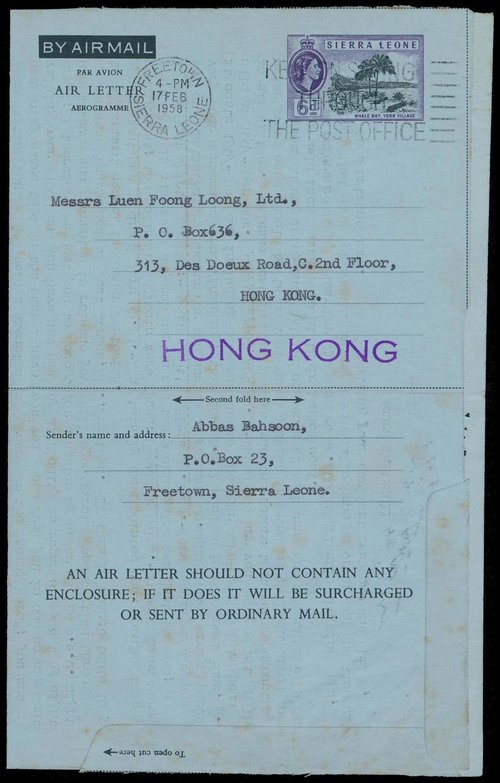 BY AIR MAIL
PAR AVION
AIR LETTER
AEROGRAMME
FREETOWN
4 - PM
17 FEB
1958
SIERRA LEONE
SIERRA LEONE
6d
WHALE BAY, YORK VILLAGE
THROUGH
THE POST OFFICE
Messrs Luen Foong Loong, Ltd.,
P. O. Box636,
313, Des Doeux Road,C.2nd Floor,
HONG KONG.
HONG KONG
Second fold here
Sender's name and address: Abbas Bahsoon,
P.O.Box 23,
Freetown, Sierra Leone.
AN AIR LETTER SHOULD NOT CONTAIN ANY
ENCLOSURE; IF IT DOES IT WILL BE SURCHARGED
OR SENT BY ORDINARY MAIL.
To open cut here